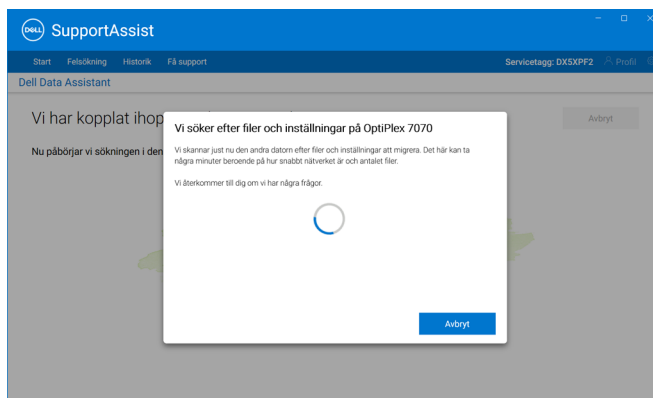 DELL SupportAssist
Start Felsökning Historik Få support Servicetagg: DX5XPF2 Profil
Dell Data Assistant
Vi har kopplat ihop
Avbryt
Nu påbörjar vi sökningen i den
Vi söker efter filer och inställningar på OptiPlex 7070
Vi skannar just nu den andra datorn efter filer och inställningar att migrera. Det här kan ta
några minuter beroende på hur snabbt nätverket är och antalet filer.
Vi återkommer till dig om vi har några frågor.
Avbryt